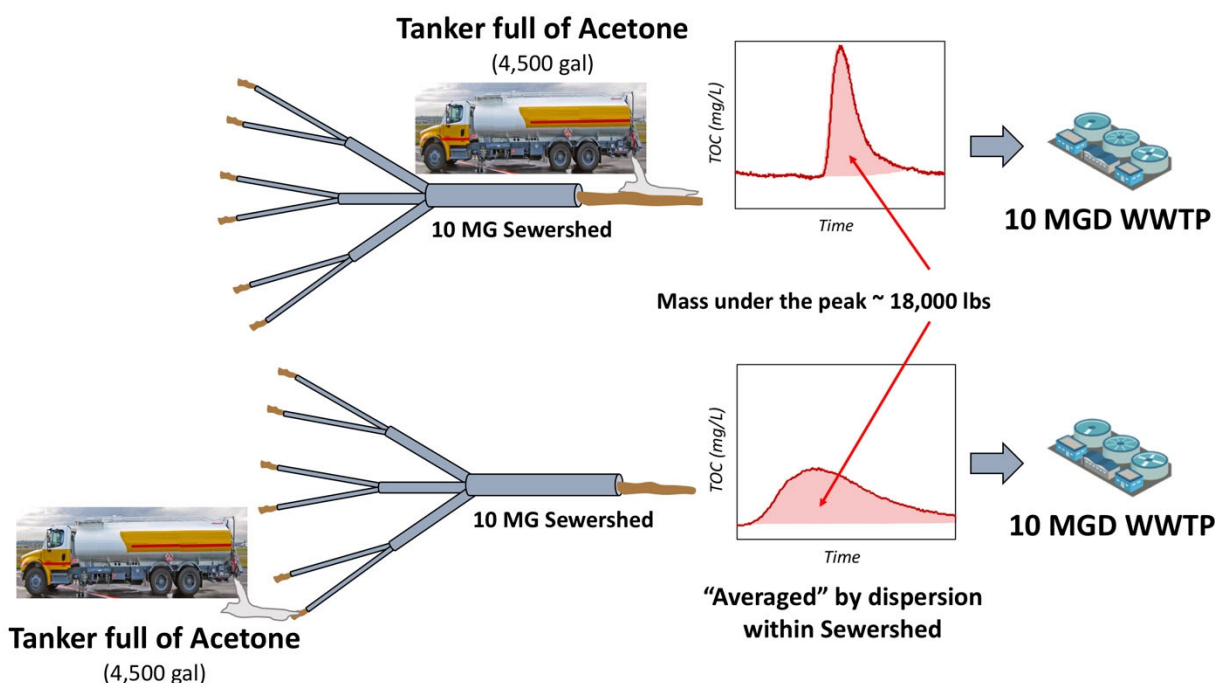 Tanker full of Acetone
(4,500 gal)
10 MG Sewershed
TOC (mg/L)
Time
10 MGD WWTP
Mass under the peak ~ 18,000 lbs
10 MG Sewershed
TOC (mg/L)
Time
10 MGD WWTP
“Averaged” by dispersion
within Sewershed
Tanker full of Acetone
(4,500 gal)